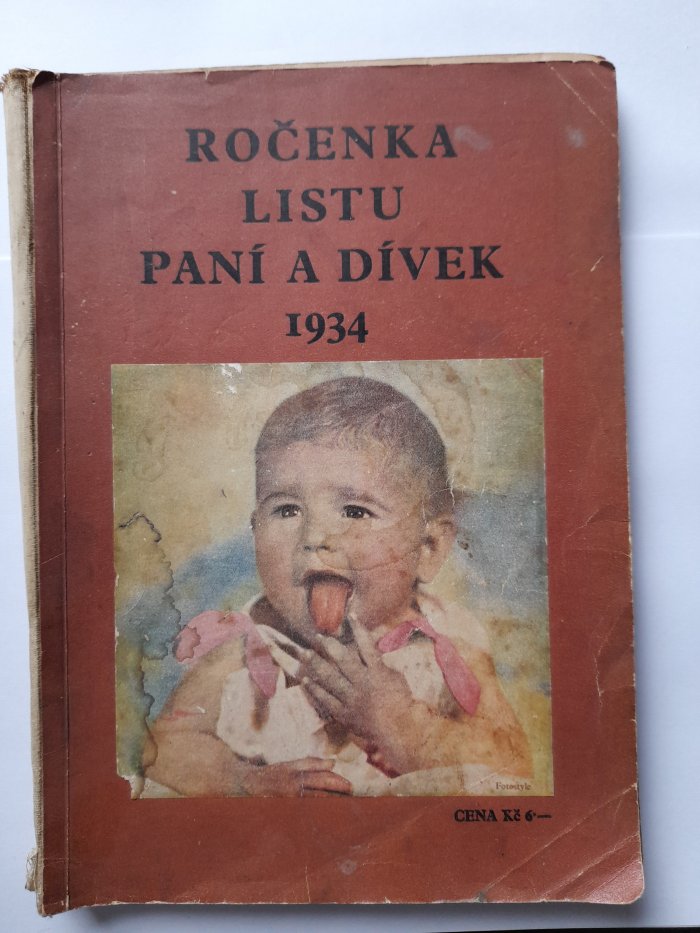 ROČENKA
LISTU
PANÍ A DÍVEK
1934
Fotostyle
CENA Kč 6·—